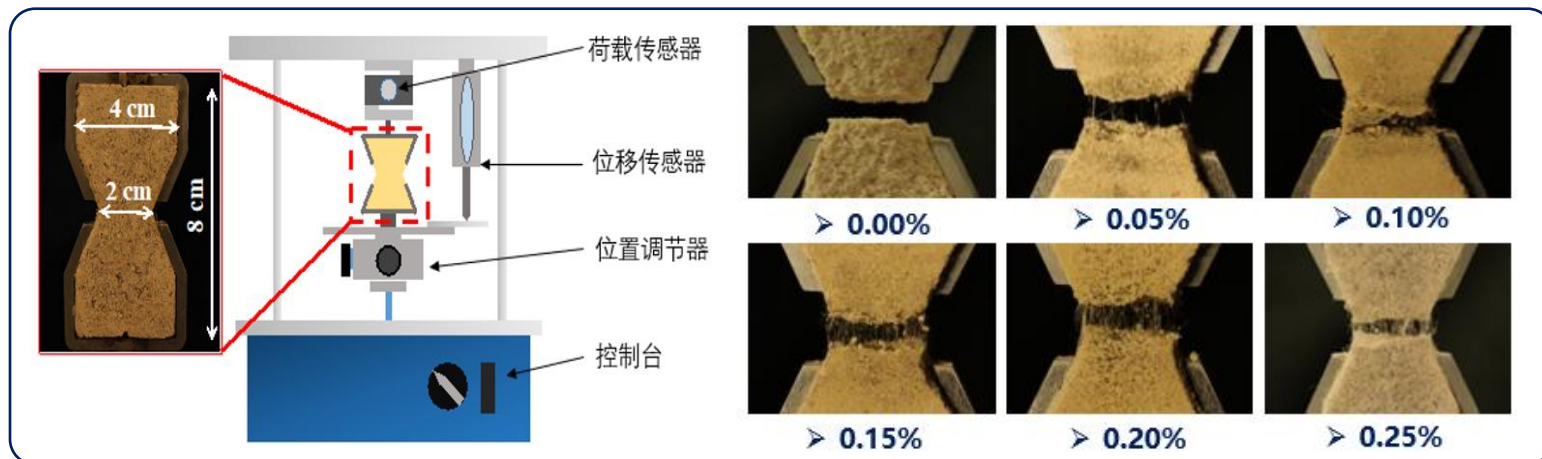 4 cm
2 cm
8 cm
荷载传感器
位移传感器
位置调节器
控制台
➢ 0.00%
➢ 0.05%
➢ 0.10%
➢ 0.15%
➢ 0.20%
➢ 0.25%